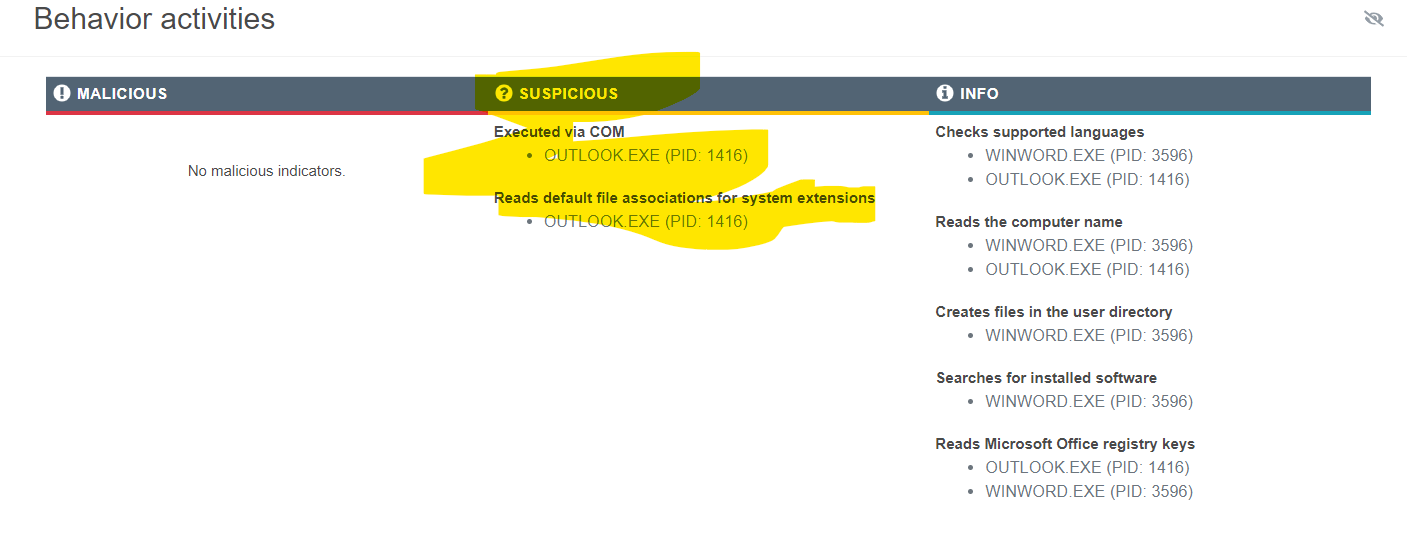 Behavior activities
MALICIOUS
No malicious indicators.
SUSPICIOUS
Executed via COM
OUTLOOK.EXE (PID: 1416)
Reads default file associations for system extensions
OUTLOOK.EXE (PID: 1416)
INFO
Checks supported languages
WINWORD.EXE (PID: 3596)
OUTLOOK.EXE (PID: 1416)
Reads the computer name
WINWORD.EXE (PID: 3596)
OUTLOOK.EXE (PID: 1416)
Creates files in the user directory
WINWORD.EXE (PID: 3596)
Searches for installed software
WINWORD.EXE (PID: 3596)
Reads Microsoft Office registry keys
OUTLOOK.EXE (PID: 1416)
WINWORD.EXE (PID: 3596)